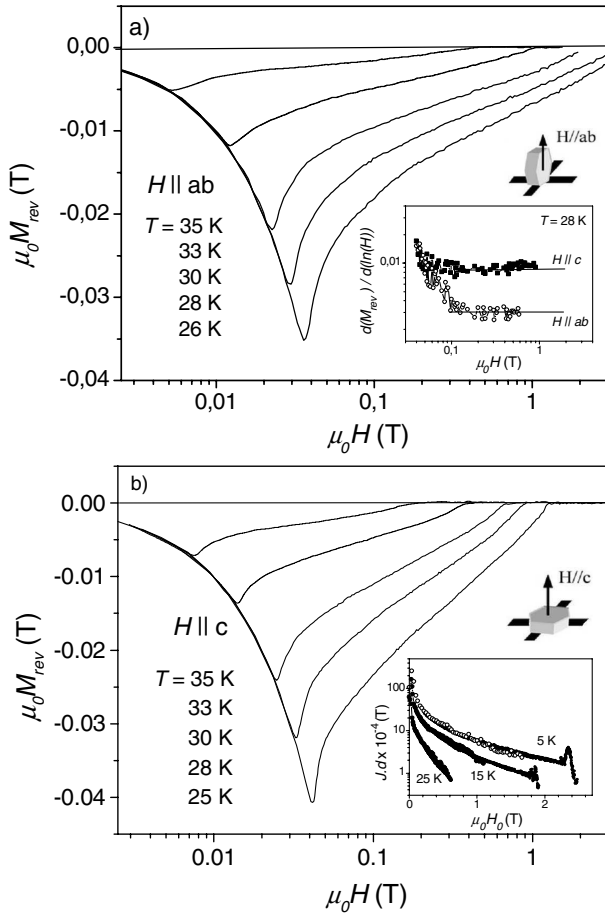 a)
0,00
-0,01
-0,02
-0,03
-0,04
μ0Mrev (T)
H || ab
T = 35 K
33 K
30 K
28 K
26 K
H//ab
T = 28 K
0,01
H || c
H || ab
d(Mrev) / d(ln(H))
0,1 1
μ0H (T)
0,01 0,1 1
μ0H (T)
b)
0.00
-0.01
-0.02
-0.03
-0.04
μ0Mrev (T)
H || c
T = 35 K
33 K
30 K
28 K
25 K
H//c
100
10
1
J.d x 10-4 (T)
5 K
15 K
25 K
0 1 2
μ0H0 (T)
0.01 0.1 1
μ0H (T)